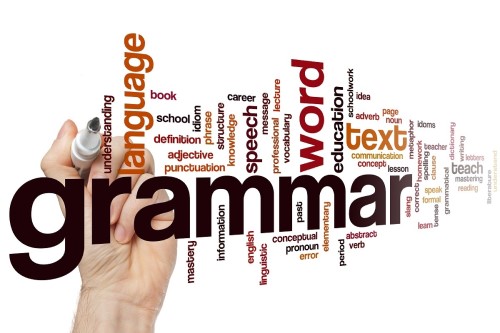 understanding
language
book
school
idiom
phrase
structure
career
definition
knowledge
adjective
punctuation
speech
message
professional
lecture
vocabulary
word
education
schoolwork
idea
adverb
page
noun
text
communication
concept
lesson
metaphor
idioms
correct
homework
spelling
teacher
clause
dictionary
writing
letters
teach
mastering
reading
grammar
slang
speak
formal
learn
tense
grammatical
literature
mastery
information
english
linguistic
conceptual
past
pronoun
error
elementary
period
abstract
verb